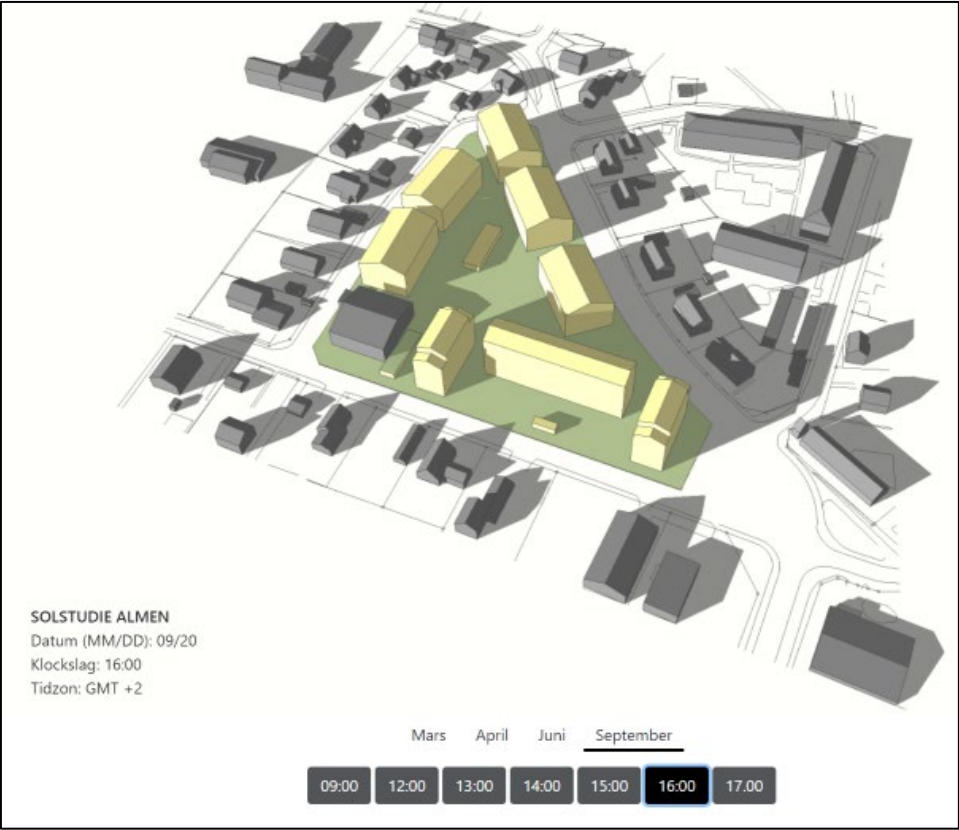 SOLSTUDIE ALMEN
Datum (MM/DD): 09/20
Klockslag: 16:00
Tidzon: GMT +2
Mars April Juni September
09:00 12:00 13:00 14:00 15:00 16:00 17.00